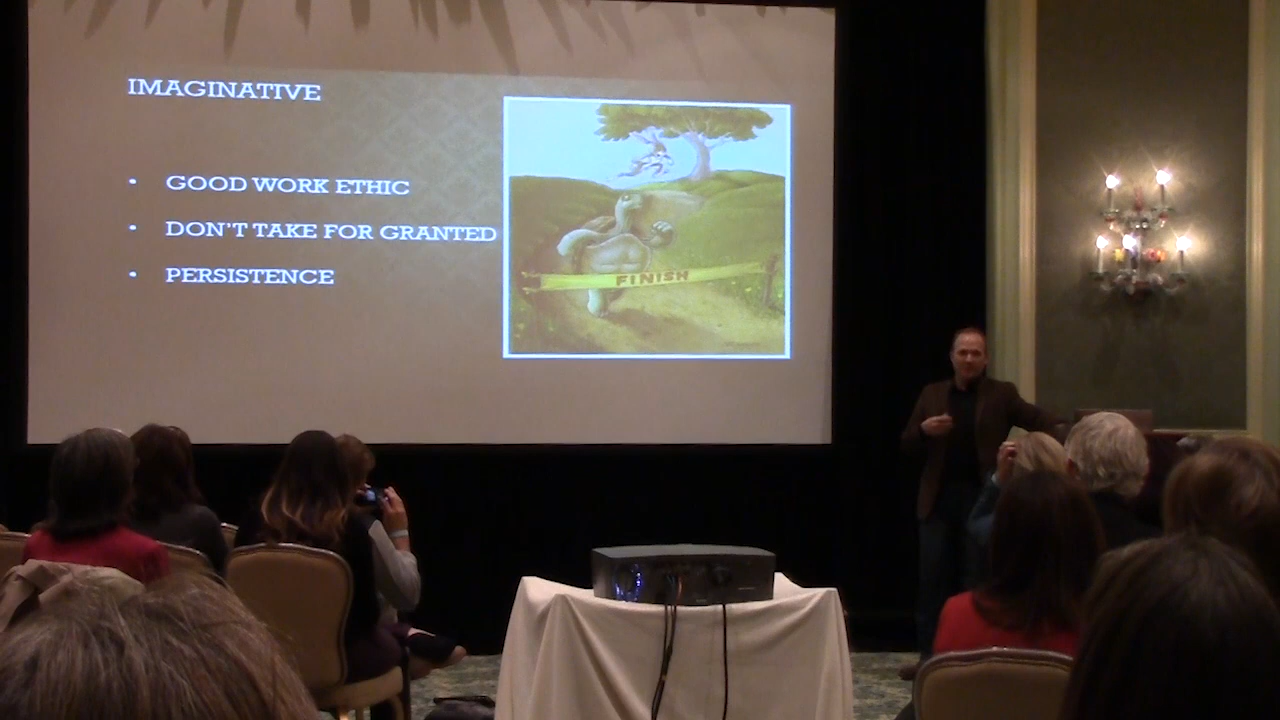 IMAGINATIVE
• GOOD WORK ETHIC
• DON'T TAKE FOR GRANTED
• PERSISTENCE
FINISH